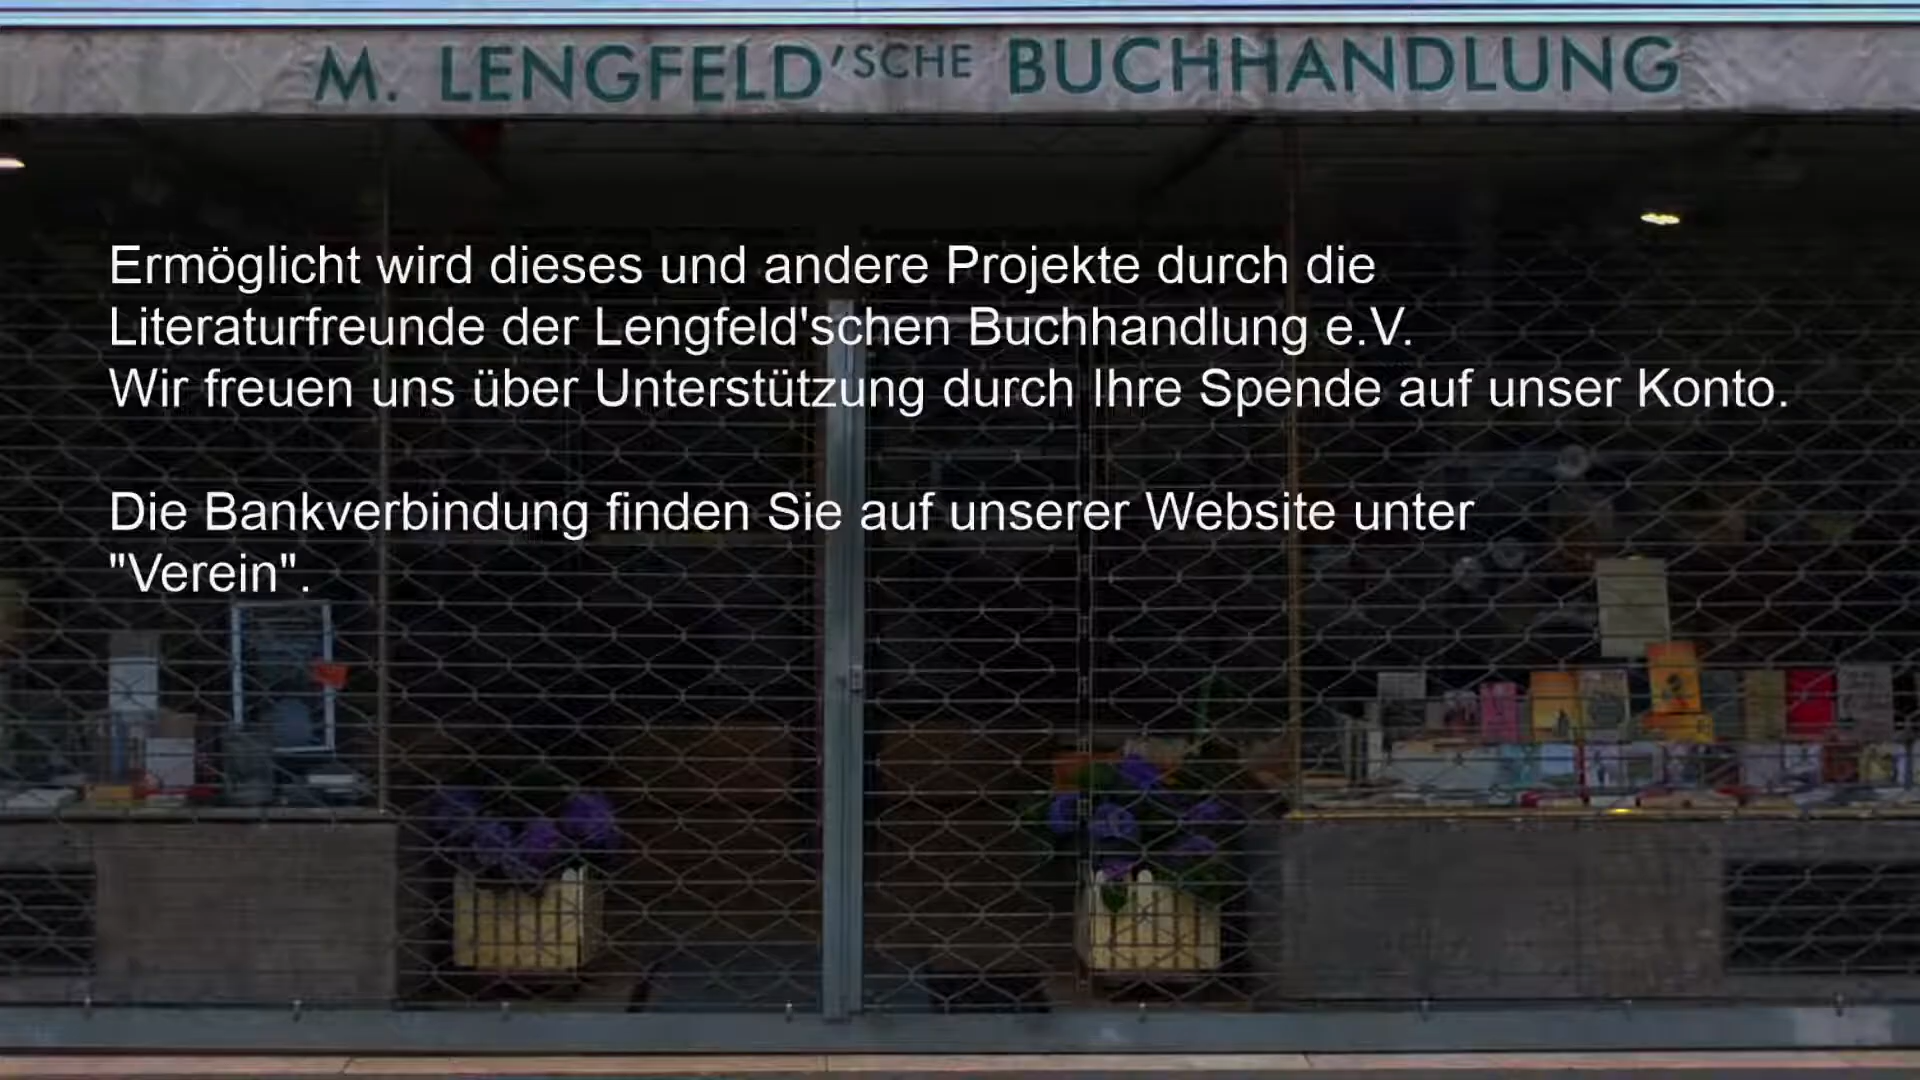 M. LENGFELD'SCHE BUCHHANDLUNG
Ermöglicht wird dieses und andere Projekte durch die
Literaturfreunde der Lengfeld'schen Buchhandlung e.V.
Wir freuen uns über Unterstützung durch Ihre Spende auf unser Konto.
Die Bankverbindung finden Sie auf unserer Website unter
"Verein".